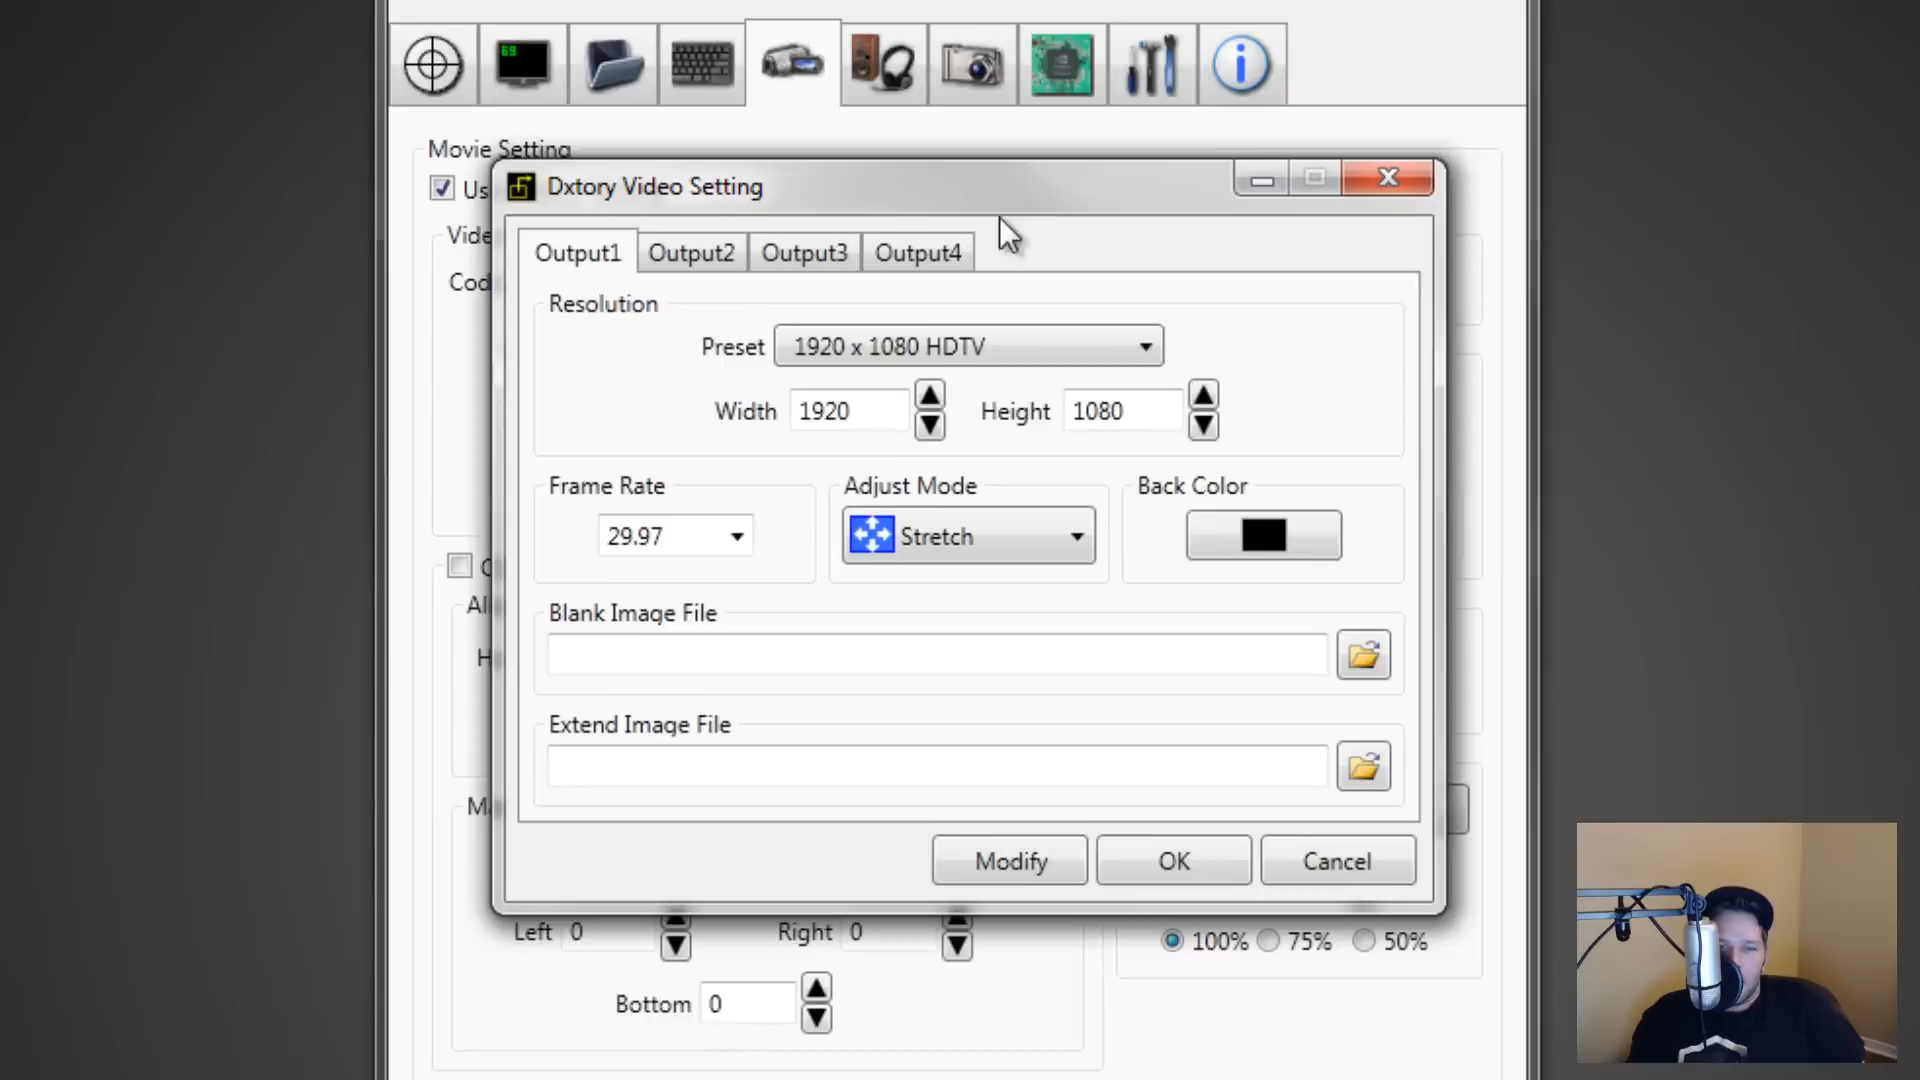 69
Movie Setting
Us
Dxtory Video Setting
Vide
Output1 Output2 Output3 Output4
Cod
Resolution
Preset 1920 x 1080 HDTV
Width 1920 Height 1080
Frame Rate Adjust Mode Back Color
29.97 Stretch
Al
Blank Image File
H
Extend Image File
Ma
Modify OK Cancel
Left 0 Right 0
100% 75% 50%
Bottom 0